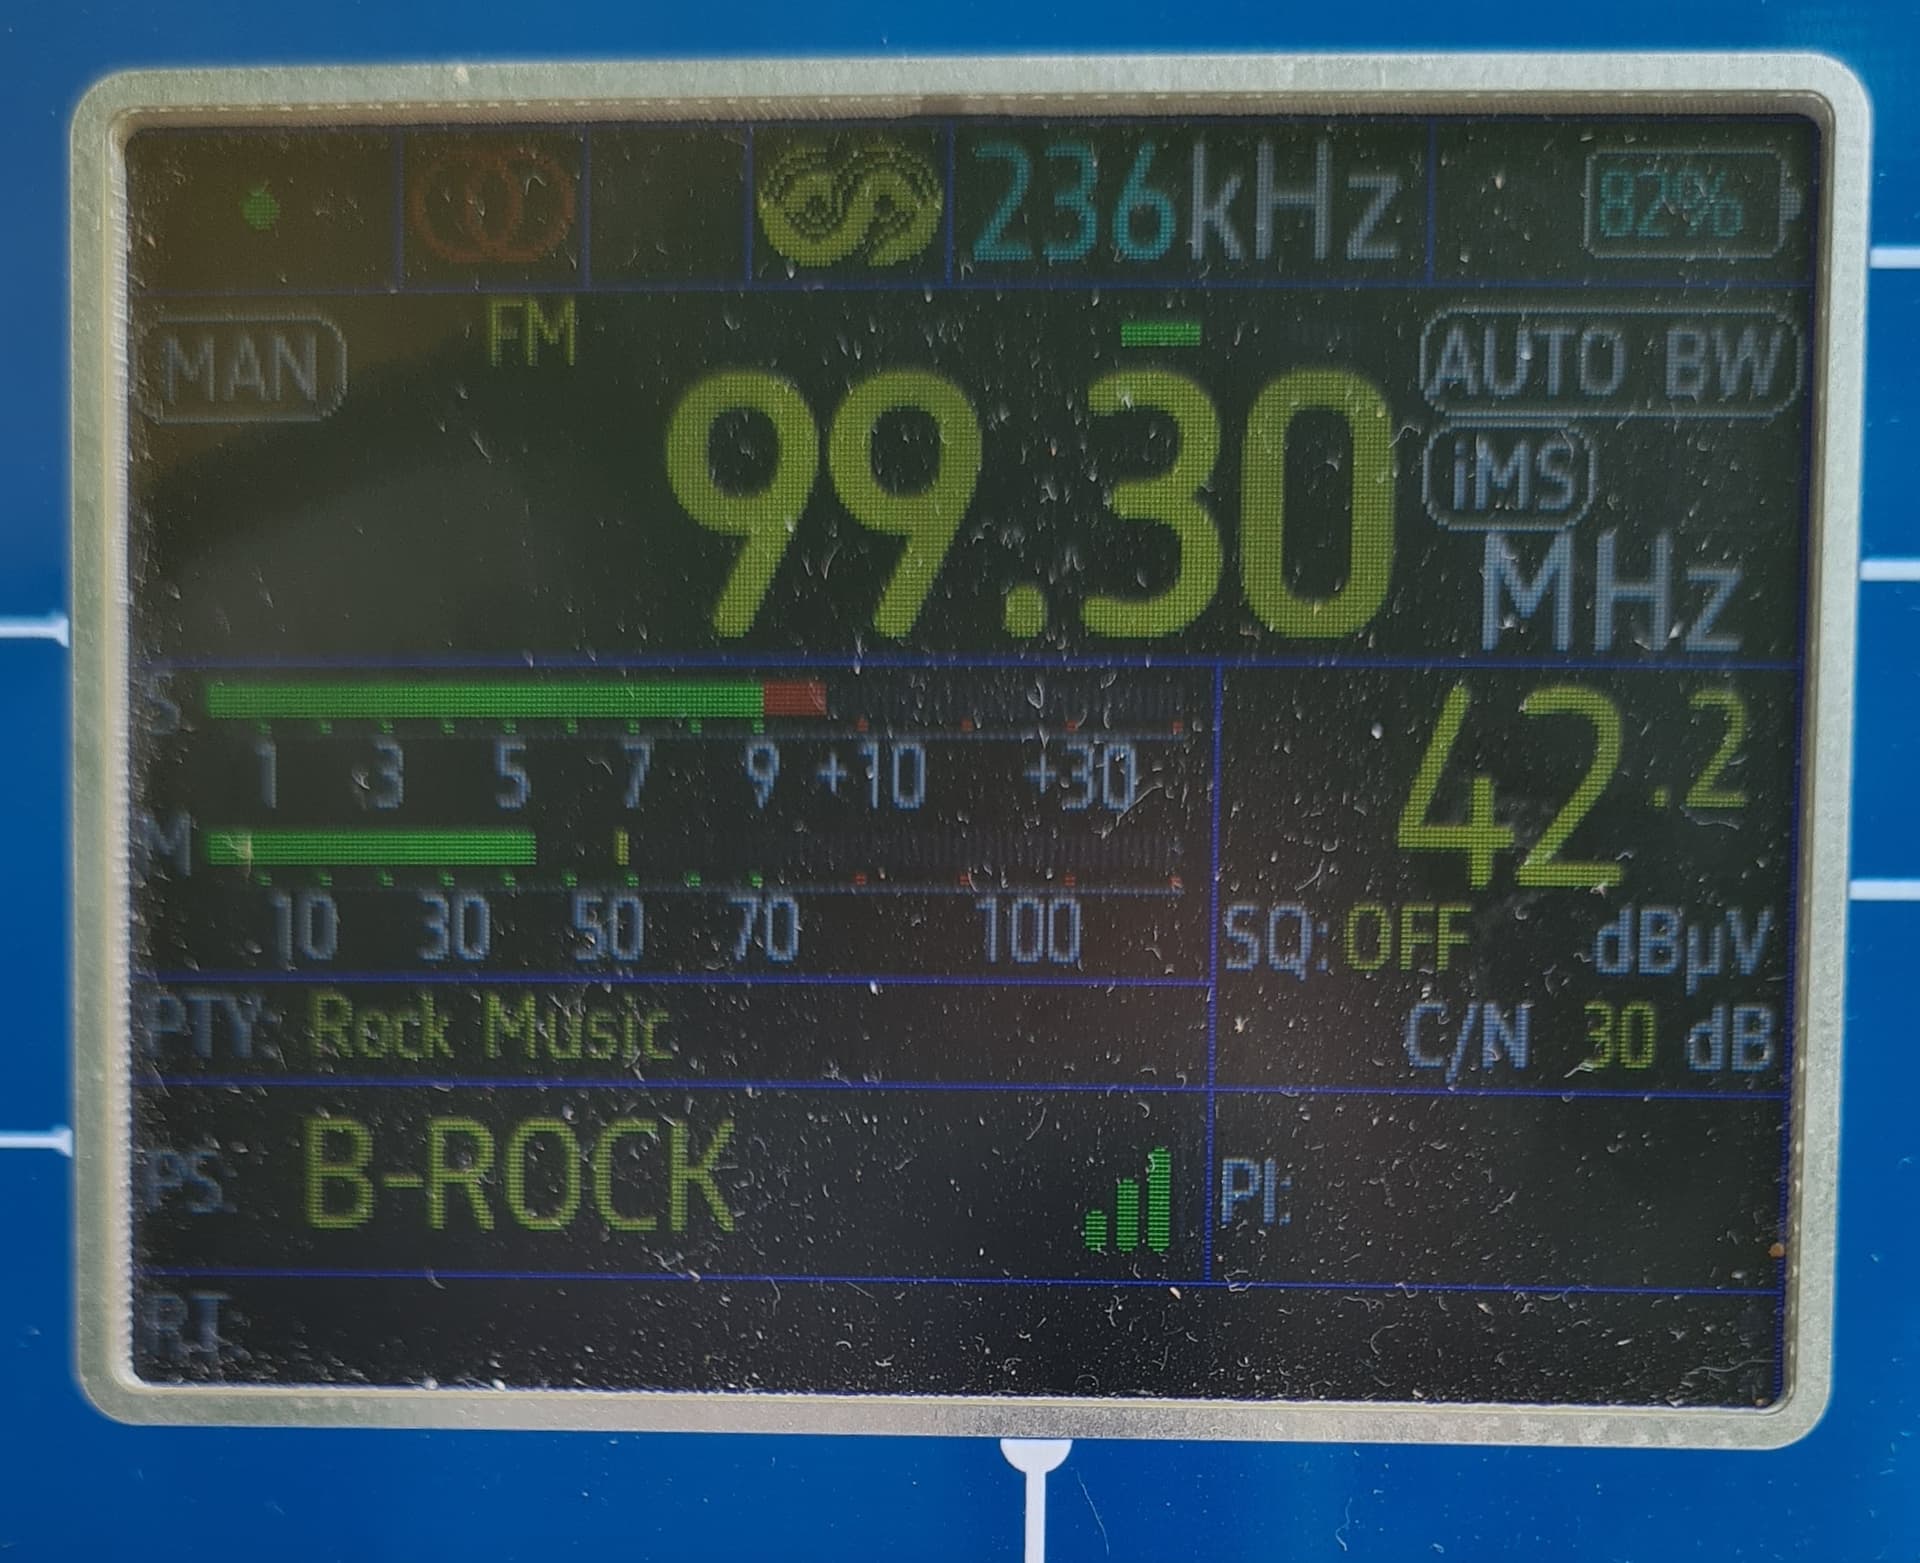 236kHz 82%
MAN FM AUTO BW
99.30 iMS
MHz
S
1 3 5 7 9 +10 +30
42.2
M
10 30 50 70 100
SQ: OFF dBµV
PTY: Rock Music
C/N 30 dB
PS: B-ROCK PI:
RT: